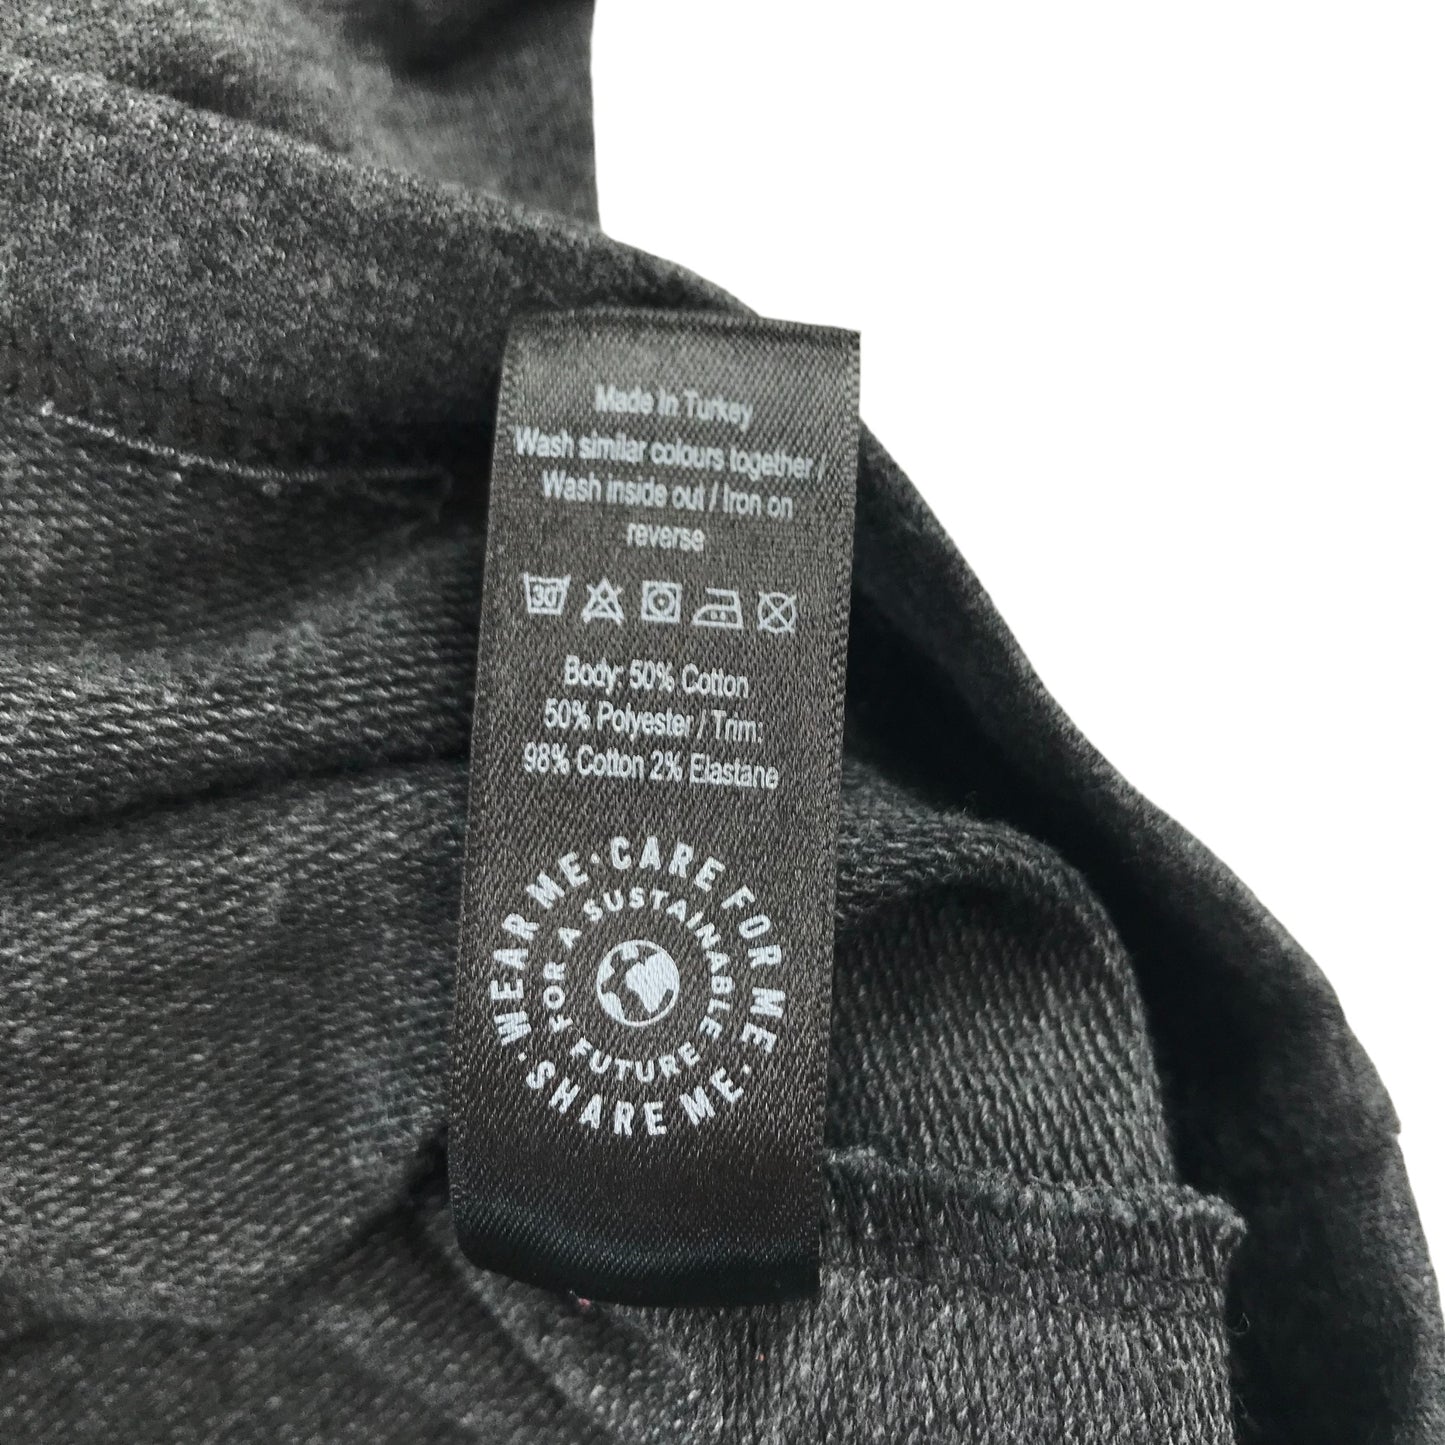 Made In Turkey
Wash similar colours together /
Wash inside out / Iron on
reverse
30
Body: 50% Cotton
50% Polyester / Trim:
98% Cotton 2% Elastane
WEAR ME · CARE FOR ME · SHARE ME ·
FOR A SUSTAINABLE FUTURE